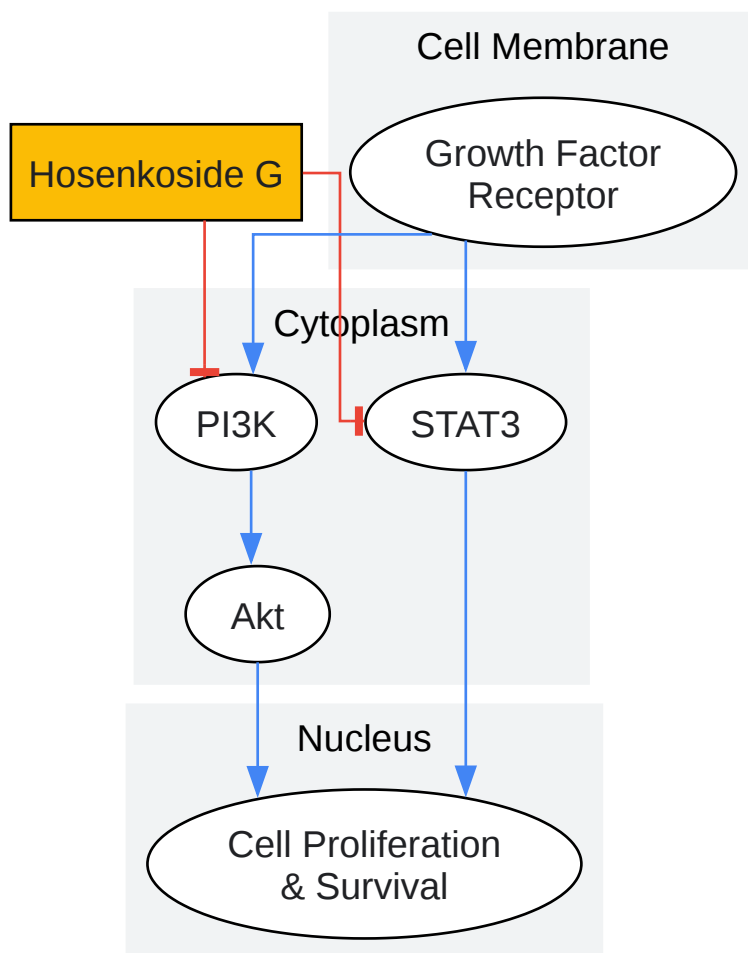 Cell Membrane
Growth Factor
Receptor
Hosenkoside G
Cytoplasm
PI3K
STAT3
Akt
Nucleus
Cell Proliferation
& Survival